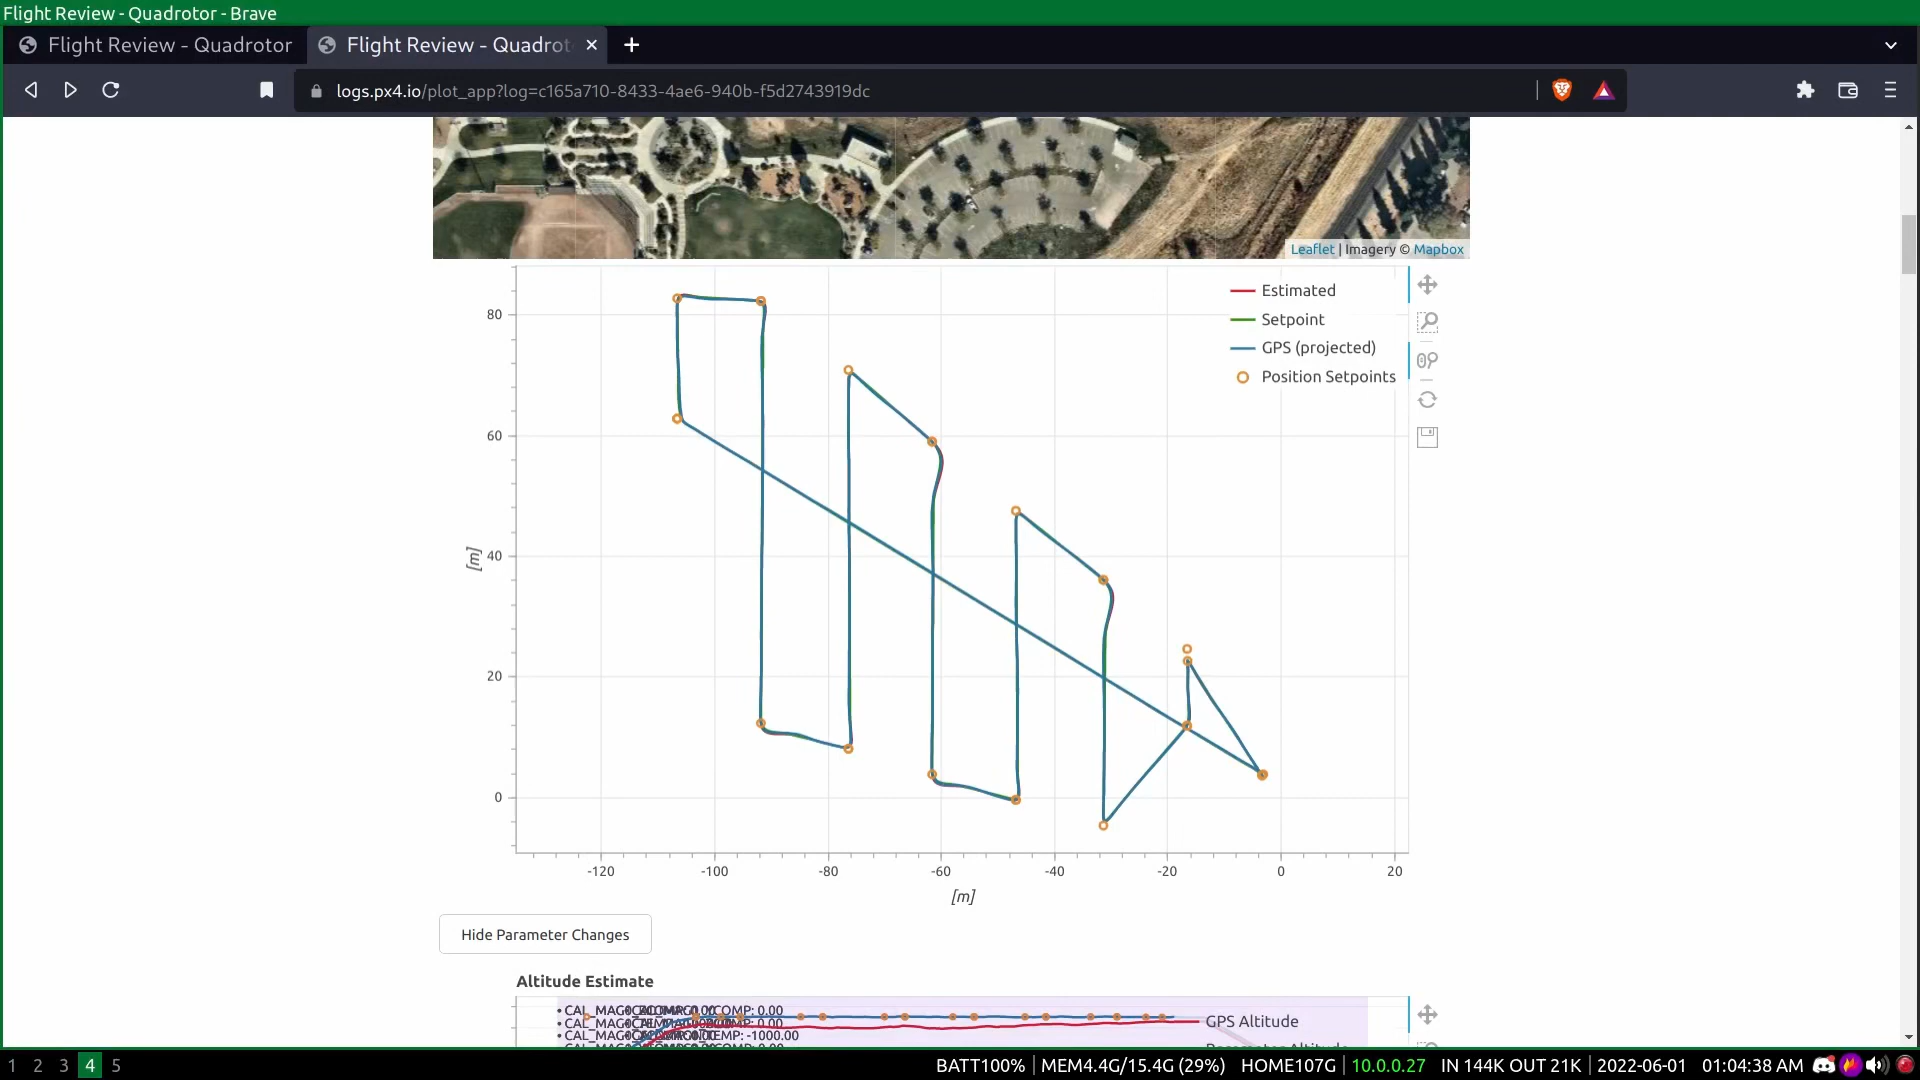 Flight Review - Quadrotor - Brave
Flight Review - Quadrotor
Flight Review - Quadrot
logs.px4.io/plot_app?log=c165a710-8433-4ae6-940b-f5d2743919dc
Leaflet | Imagery © Mapbox
Estimated
Setpoint
GPS (projected)
Position Setpoints
80
60
40
20
0
[m]
-120 -100 -80 -60 -40 -20 0 20
[m]
Hide Parameter Changes
Altitude Estimate
GPS Altitude
1 2 3 4 5
BATT100% | MEM4.4G/15.4G (29%) HOME107G | 10.0.0.27 IN 144K OUT 21K | 2022-06-01 01:04:38 AM